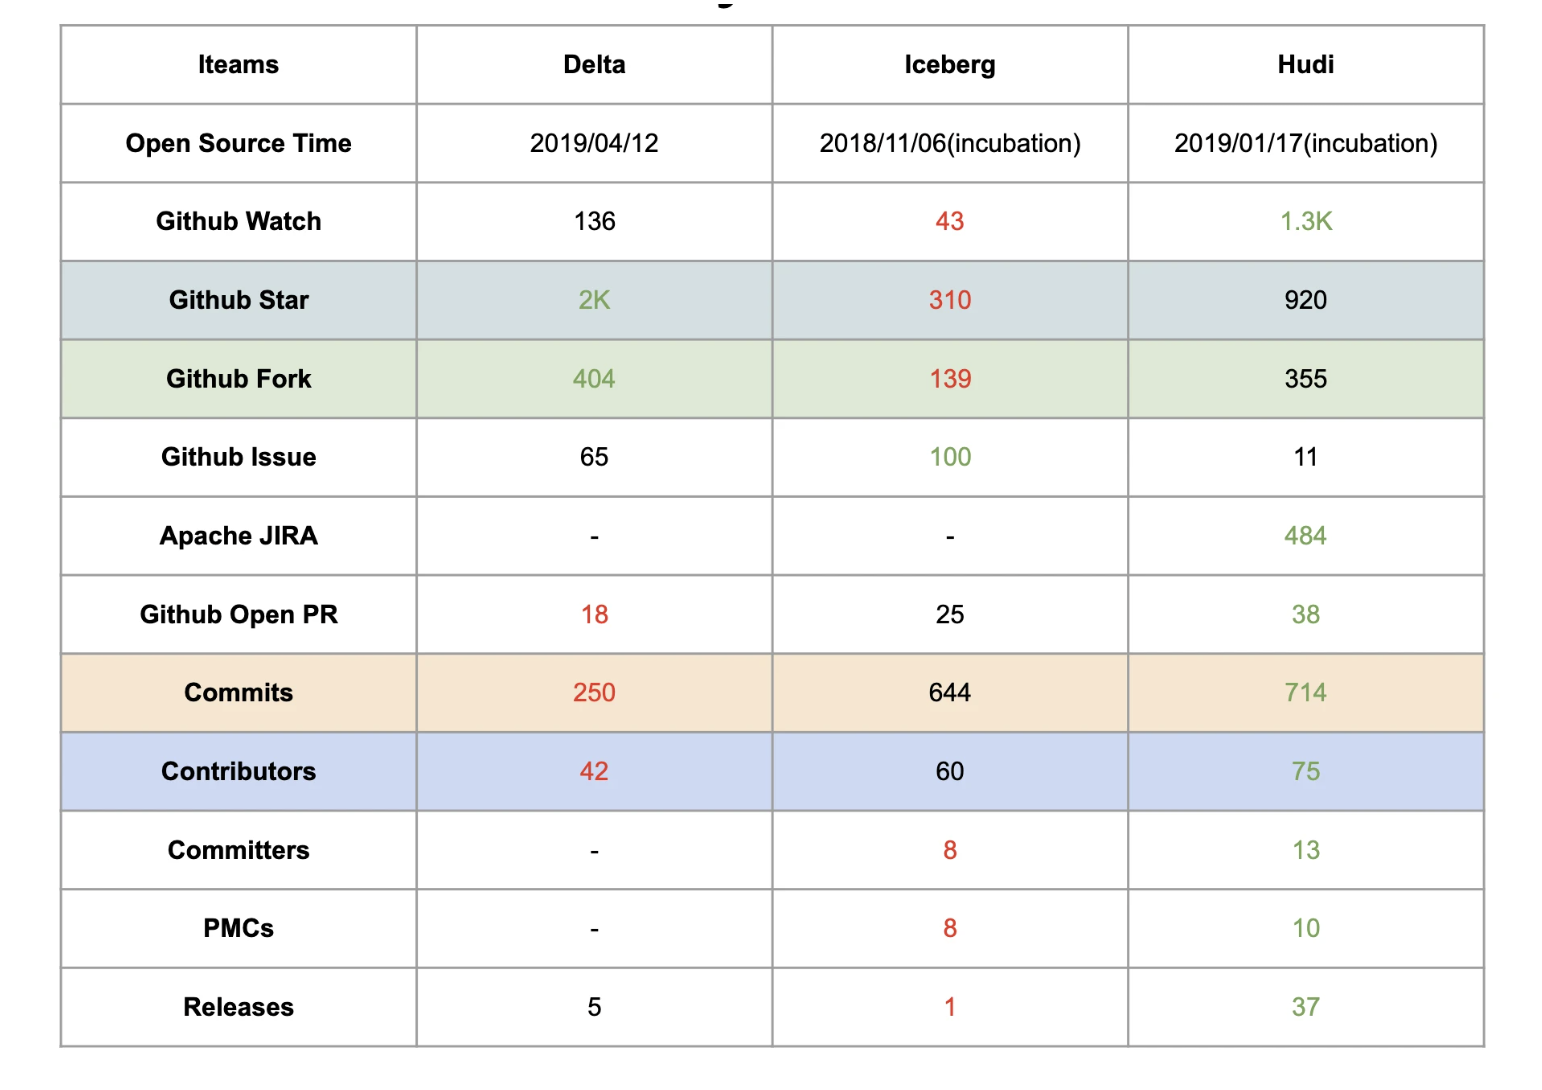 Iteams Delta Iceberg Hudi
Open Source Time 2019/04/12 2018/11/06(incubation) 2019/01/17(incubation)
Github Watch 136 43 1.3K
Github Star 2K 310 920
Github Fork 404 139 355
Github Issue 65 100 11
Apache JIRA - - 484
Github Open PR 18 25 38
Commits 250 644 714
Contributors 42 60 75
Committers - 8 13
PMCs - 8 10
Releases 5 1 37